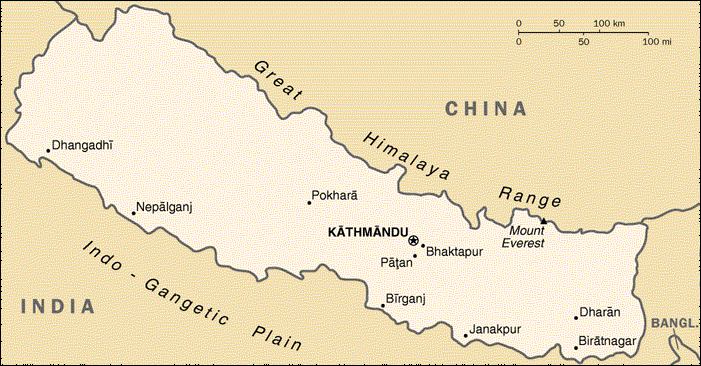 0 50 100 km
0 50 100 mi
Great Himalaya Range
CHINA
Dhangadhī
Nepālganj
Pokharā
KĀTHMĀNDU
Bhaktapur
Pāṭan
Mount
Everest
Indo - Gangetic Plain
INDIA
Bīrganj
Janakpur
Dharān
Birātnagar
BANGL.